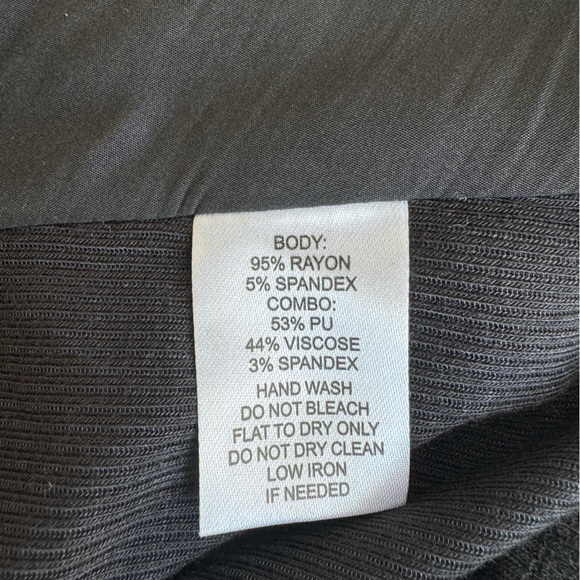 BODY:
95% RAYON
5% SPANDEX
COMBO:
53% PU
44% VISCOSE
3% SPANDEX
HAND WASH
DO NOT BLEACH
FLAT TO DRY ONLY
DO NOT DRY CLEAN
LOW IRON
IF NEEDED